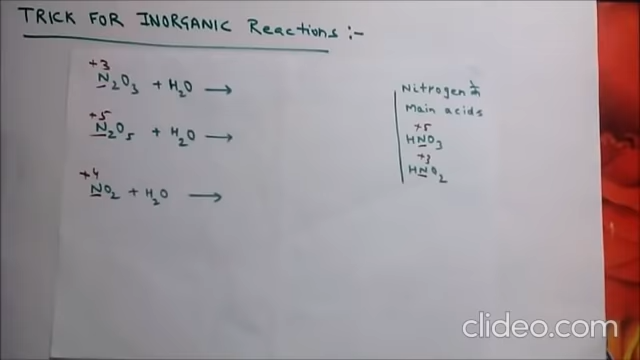 TRICK FOR INORGANIC Reactions :-
+3
N₂O₃ + H₂O ⟶
+5
N₂O₅ + H₂O ⟶
+4
NO₂ + H₂O ⟶
Nitrogen
Main acids
+5
HNO₃
+3
HNO₂
clideo.com